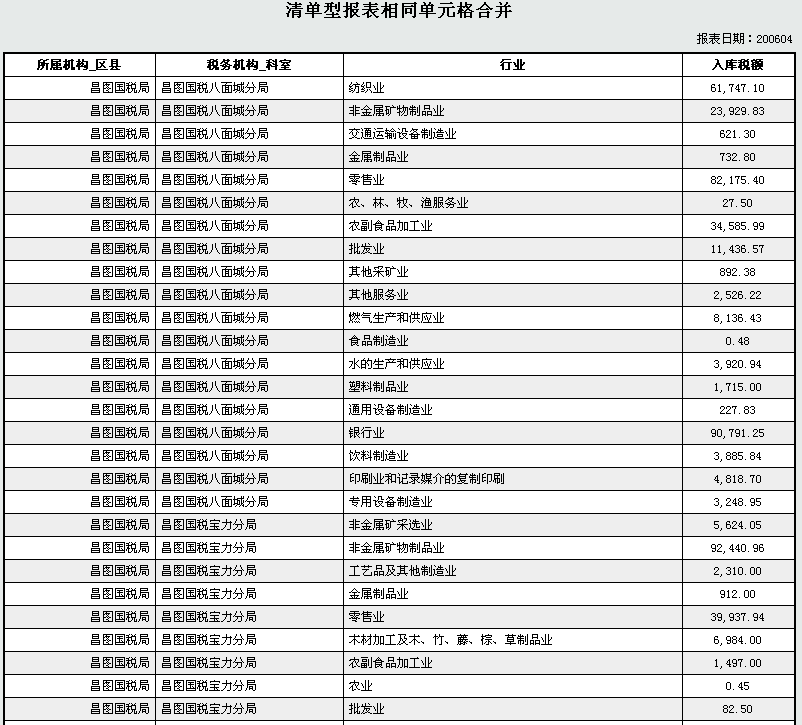 清单型报表相同单元格合并
报表日期：200604
所属机构_区县 税务机构_科室 行业 入库税额
昌图国税局 昌图国税八面城分局 纺织业 61,747.10
昌图国税局 昌图国税八面城分局 非金属矿物制品业 23,929.83
昌图国税局 昌图国税八面城分局 交通运输设备制造业 621.30
昌图国税局 昌图国税八面城分局 金属制品业 732.80
昌图国税局 昌图国税八面城分局 零售业 82,175.40
昌图国税局 昌图国税八面城分局 农、林、牧、渔服务业 27.50
昌图国税局 昌图国税八面城分局 农副食品加工业 34,585.99
昌图国税局 昌图国税八面城分局 批发业 11,436.57
昌图国税局 昌图国税八面城分局 其他采矿业 892.38
昌图国税局 昌图国税八面城分局 其他服务业 2,526.22
昌图国税局 昌图国税八面城分局 燃气生产和供应业 8,136.43
昌图国税局 昌图国税八面城分局 食品制造业 0.48
昌图国税局 昌图国税八面城分局 水的生产和供应业 3,920.94
昌图国税局 昌图国税八面城分局 塑料制品业 1,715.00
昌图国税局 昌图国税八面城分局 通用设备制造业 227.83
昌图国税局 昌图国税八面城分局 银行业 90,791.25
昌图国税局 昌图国税八面城分局 饮料制造业 3,885.84
昌图国税局 昌图国税八面城分局 印刷业和记录媒介的复制印刷 4,818.70
昌图国税局 昌图国税八面城分局 专用设备制造业 3,248.95
昌图国税局 昌图国税宝力分局 非金属矿采选业 5,624.05
昌图国税局 昌图国税宝力分局 非金属矿物制品业 92,440.96
昌图国税局 昌图国税宝力分局 工艺品及其他制造业 2,310.00
昌图国税局 昌图国税宝力分局 金属制品业 912.00
昌图国税局 昌图国税宝力分局 零售业 39,937.94
昌图国税局 昌图国税宝力分局 木材加工及木、竹、藤、棕、草制品业 6,984.00
昌图国税局 昌图国税宝力分局 农副食品加工业 1,497.00
昌图国税局 昌图国税宝力分局 农业 0.45
昌图国税局 昌图国税宝力分局 批发业 82.50